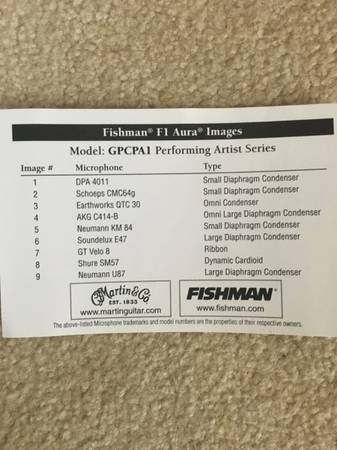 Fishman® F1 Aura® Images
Model: GPCPA1 Performing Artist Series
Image # Microphone Type
1 DPA 4011 Small Diaphragm Condenser
2 Schoeps CMC64g Small Diaphragm Condenser
3 Earthworks QTC 30 Omni Condenser
4 AKG C414-B Omni Large Diaphragm Condenser
5 Neumann KM 84 Small Diaphragm Condenser
6 Soundelux E47 Large Diaphragm Condenser
7 GT Velo 8 Ribbon
8 Shure SM57 Dynamic Cardioid
9 Neumann U87 Large Diaphragm Condenser
Martin & Co. FISHMAN®
EST. 1833
www.martinguitar.com www.fishman.com
The above-listed Microphone trademarks and model numbers are the properties of their respective owners.